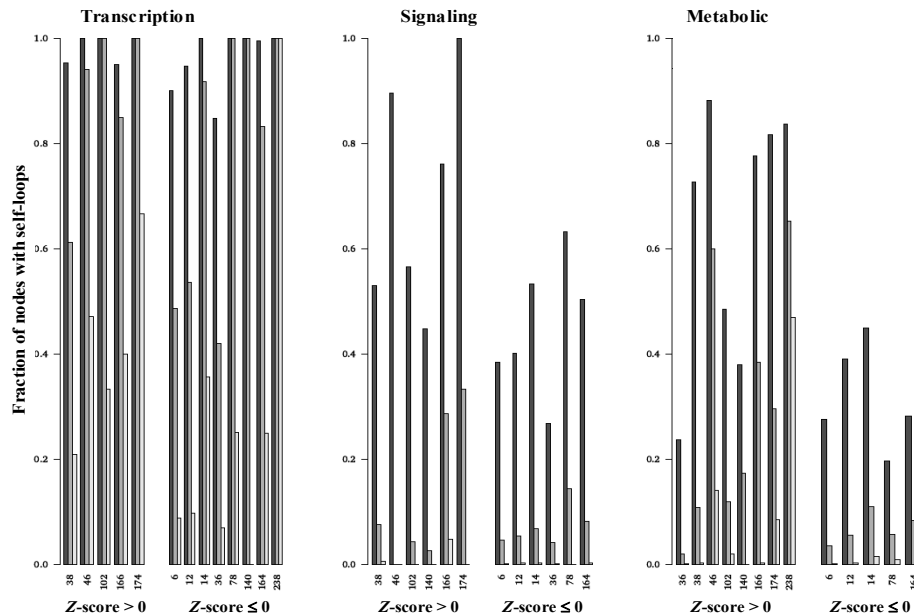 Transcription Signaling Metabolic
Fraction of nodes with self-loops
1.0 1.0 1.0
0.8 0.8 0.8
0.6 0.6 0.6
0.4 0.4 0.4
0.2 0.2 0.2
0.0 0.0 0.0
38 46 102 166 174 6 12 14 36 78 140 164 238 38 46 102 140 166 174 6 12 14 36 78 164 36 38 46 102 140 166 174 238 6 12 14 78 164
Z-score > 0 Z-score ≤ 0 Z-score > 0 Z-score ≤ 0 Z-score > 0 Z-score ≤ 0